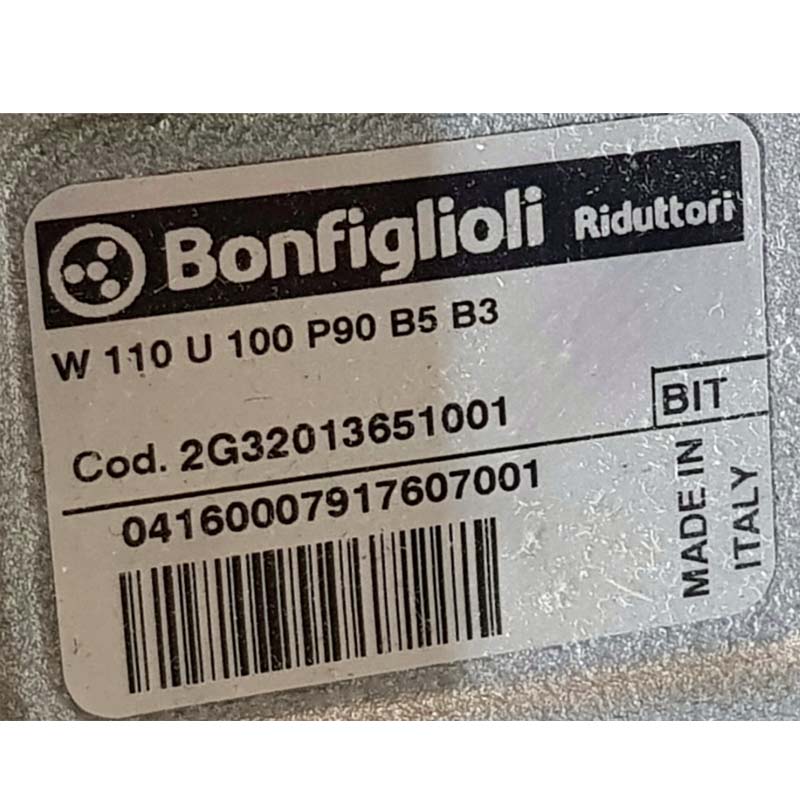 Bonfiglioli Riduttori
W 110 U 100 P90 B5 B3
BIT
Cod. 2G32013651001
04160007917607001
MADE IN
ITALY